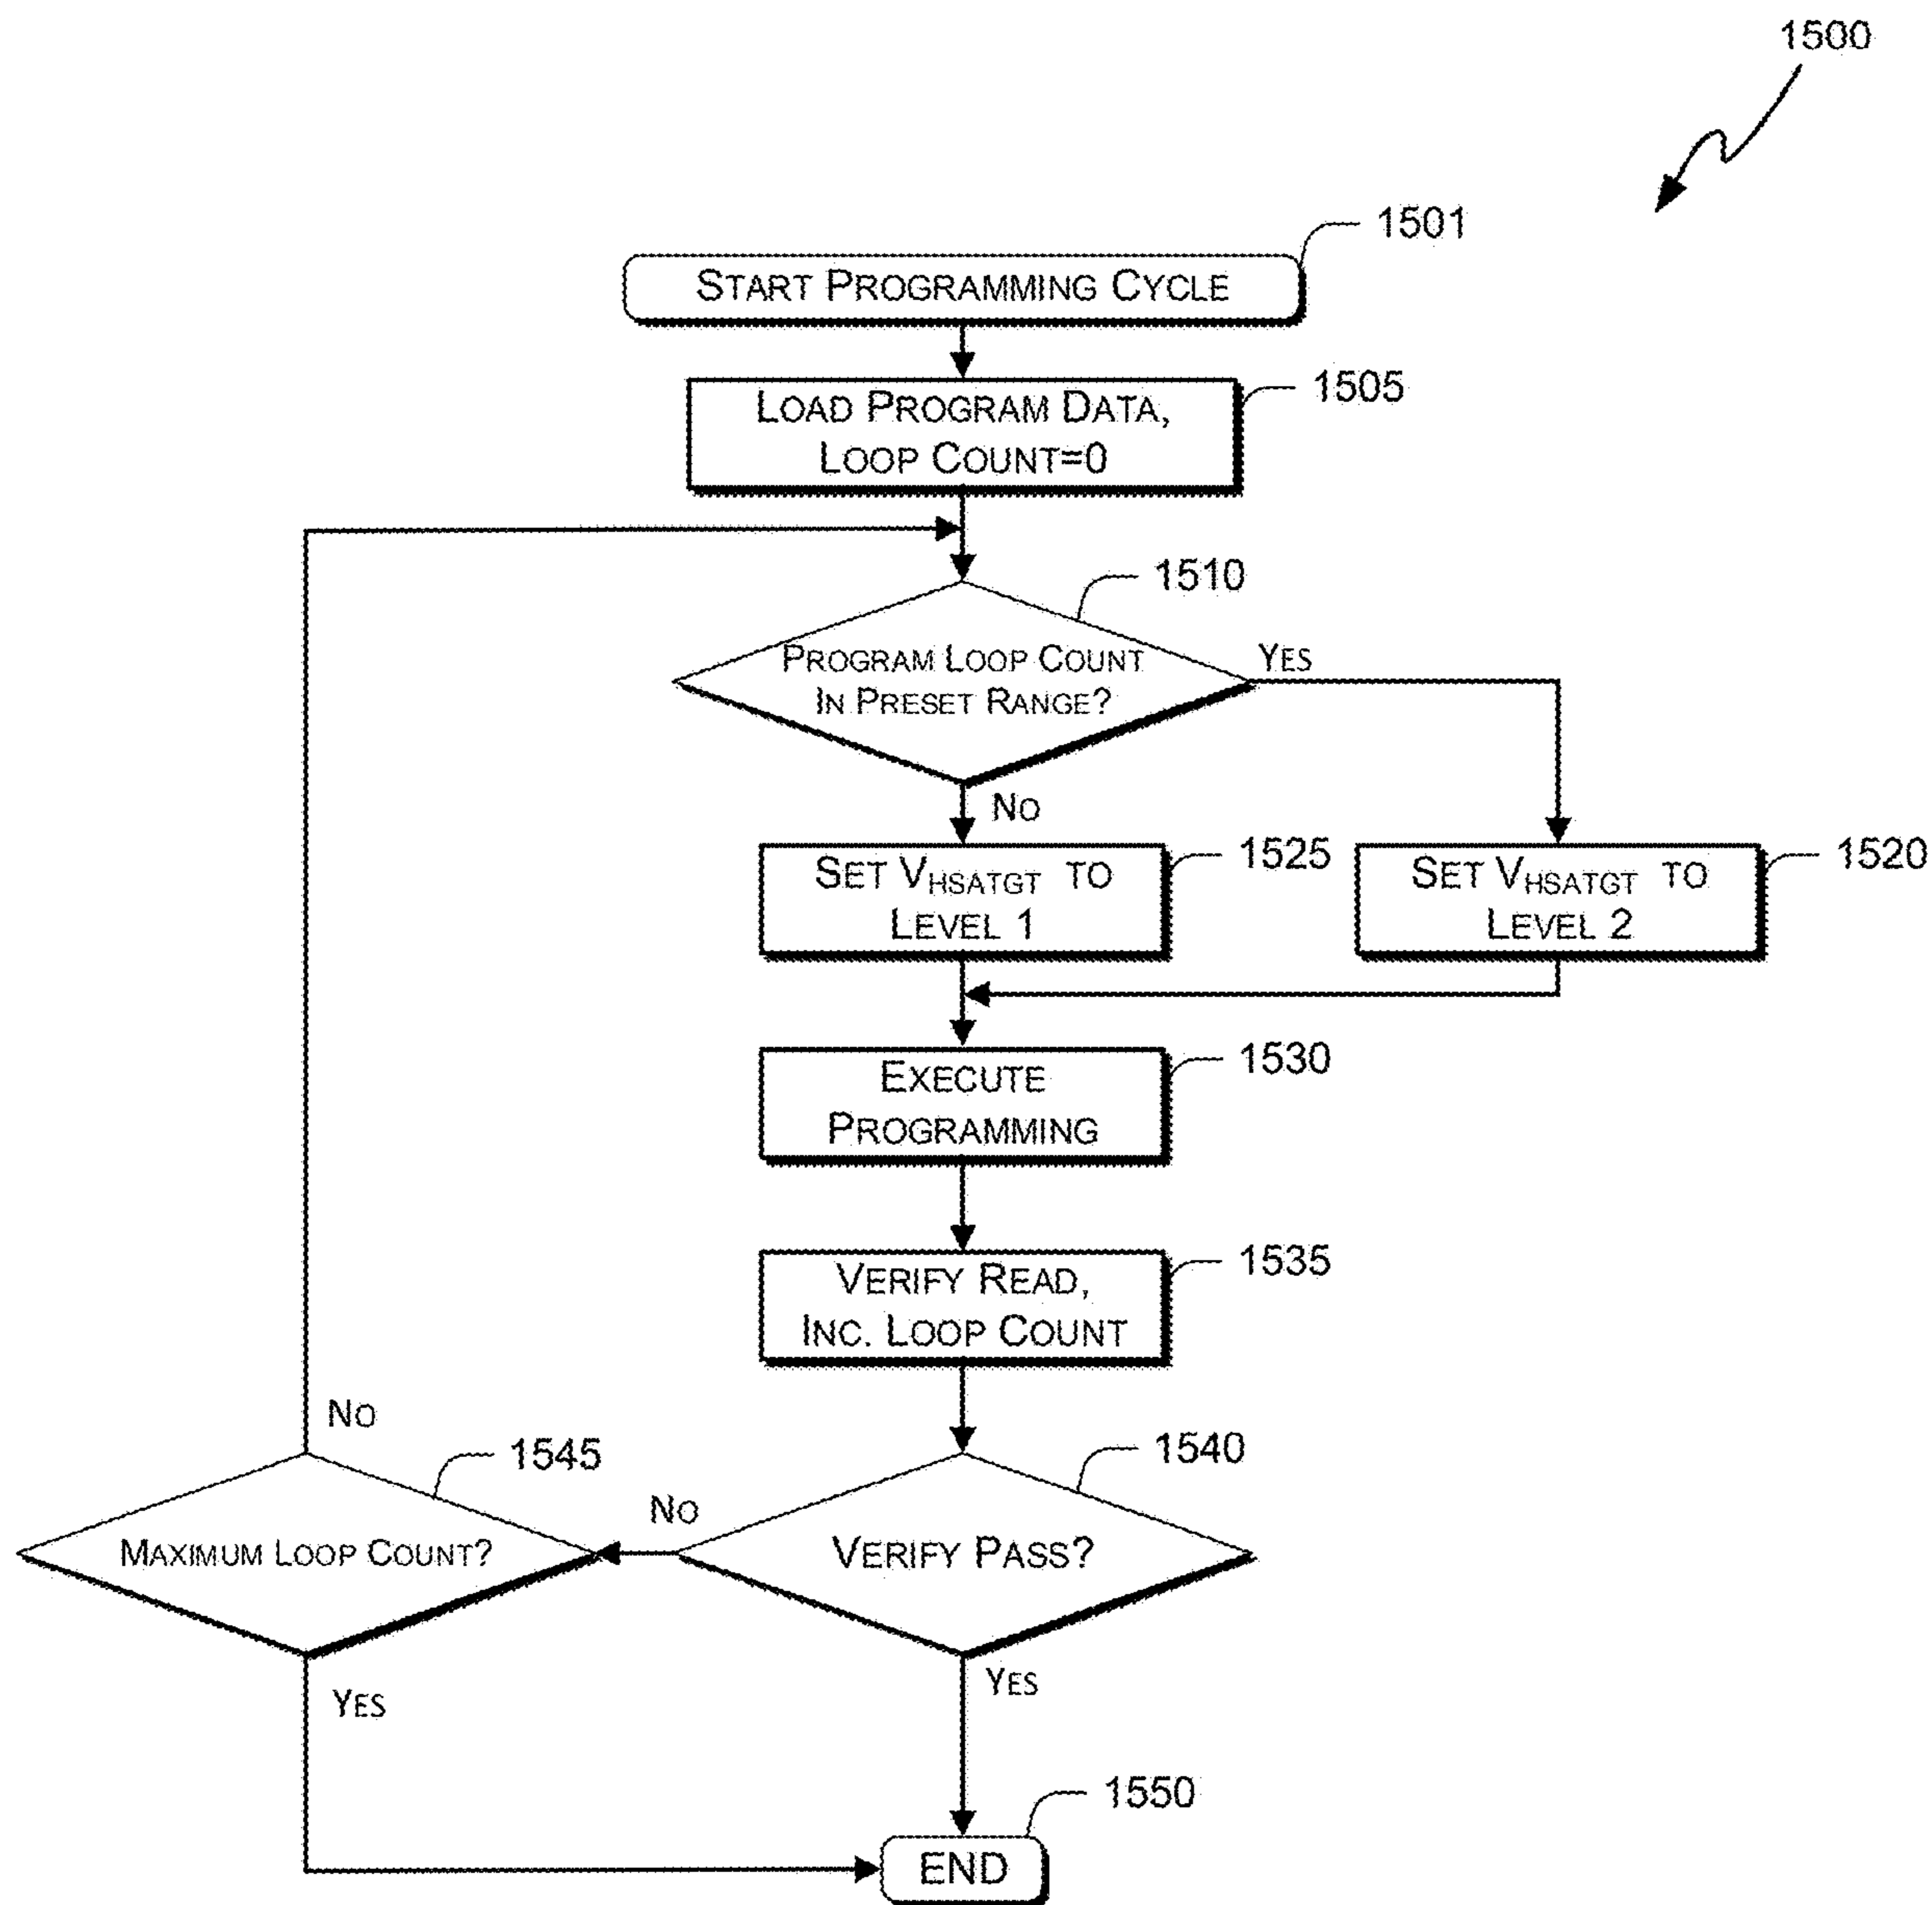 1500
1501
START PROGRAMMING CYCLE
1505
LOAD PROGRAM DATA,
LOOP COUNT=0
1510
PROGRAM LOOP COUNT
IN PRESET RANGE?
YES
NO
1525
SET VHSATGT TO
LEVEL 1
1520
SET VHSATGT TO
LEVEL 2
1530
EXECUTE
PROGRAMMING
1535
VERIFY READ,
INC. LOOP COUNT
NO
1545
MAXIMUM LOOP COUNT?
NO
1540
VERIFY PASS?
YES
YES
1550
END